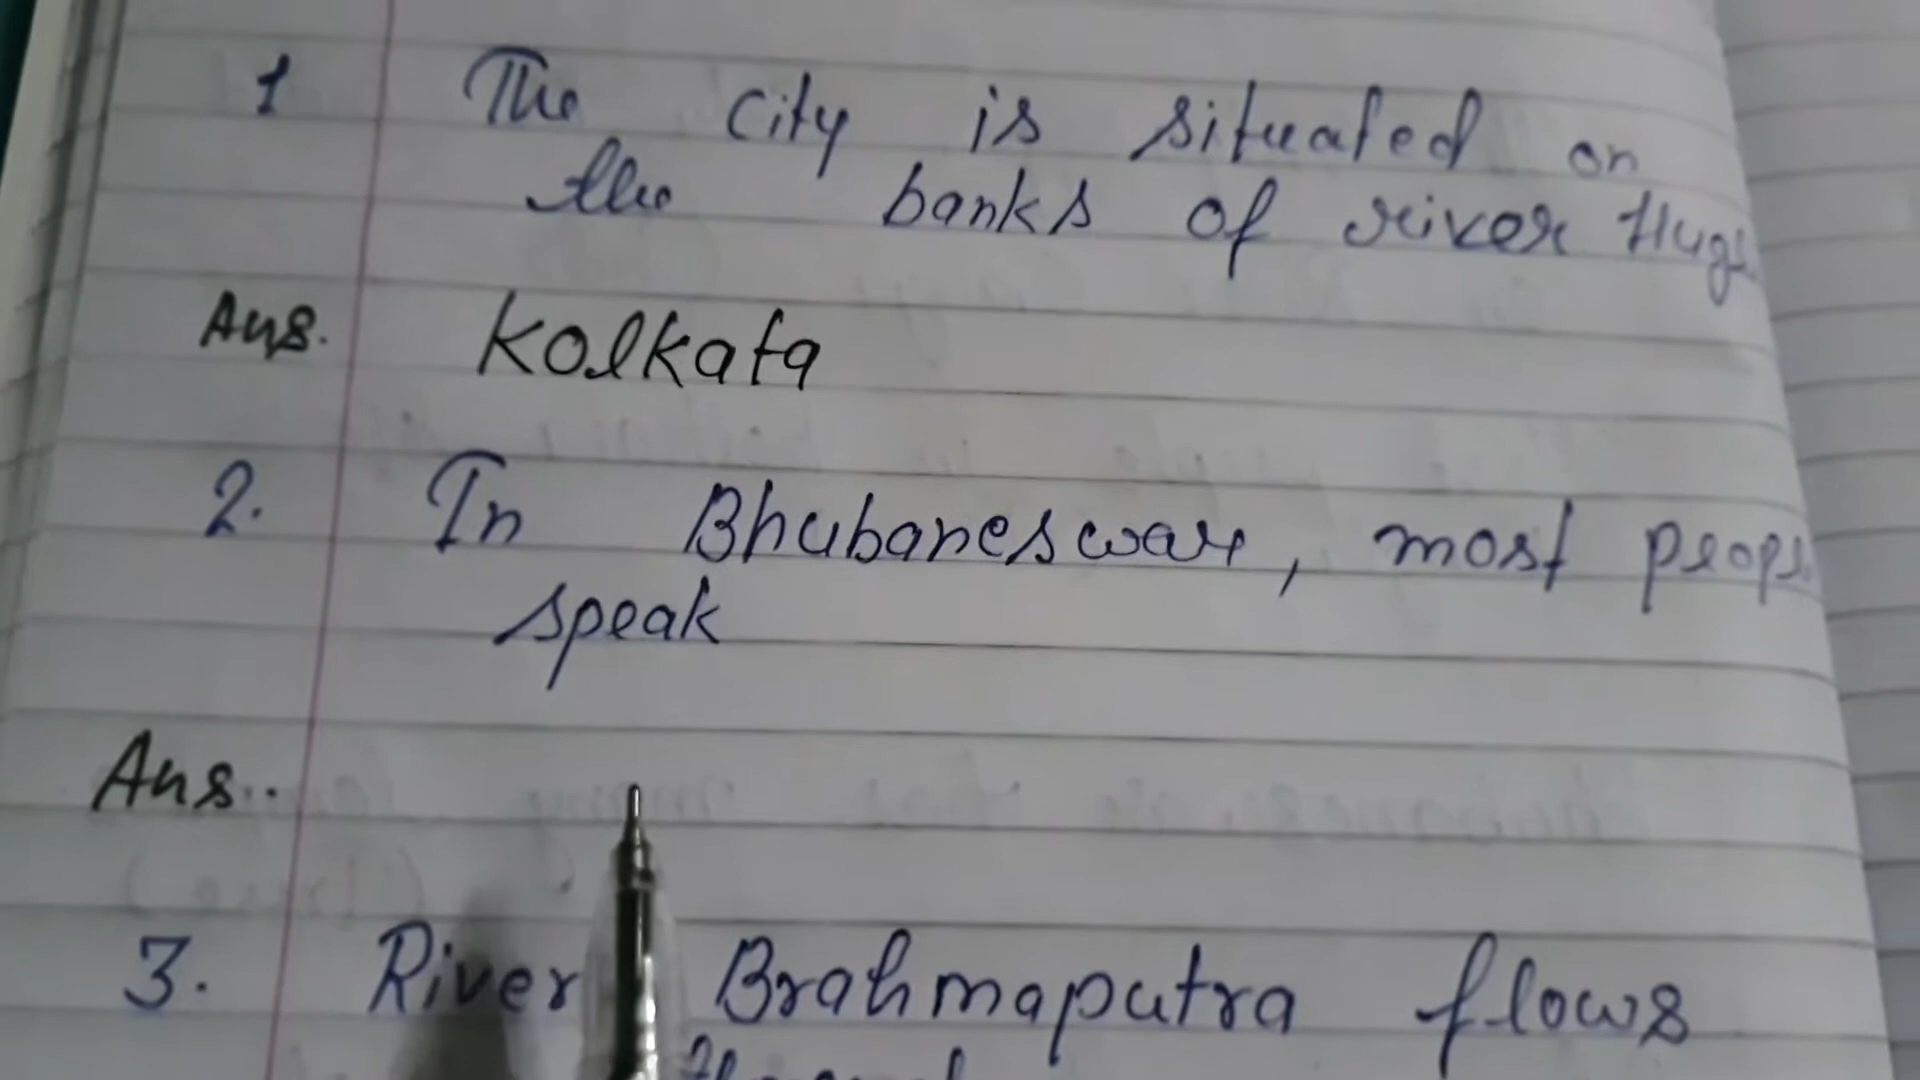 1 The city is situated on
the banks of river
Ans. Kolkata
2. In Bhubaneswar, most
speak
Ans..
3. River Brahmaputra flows